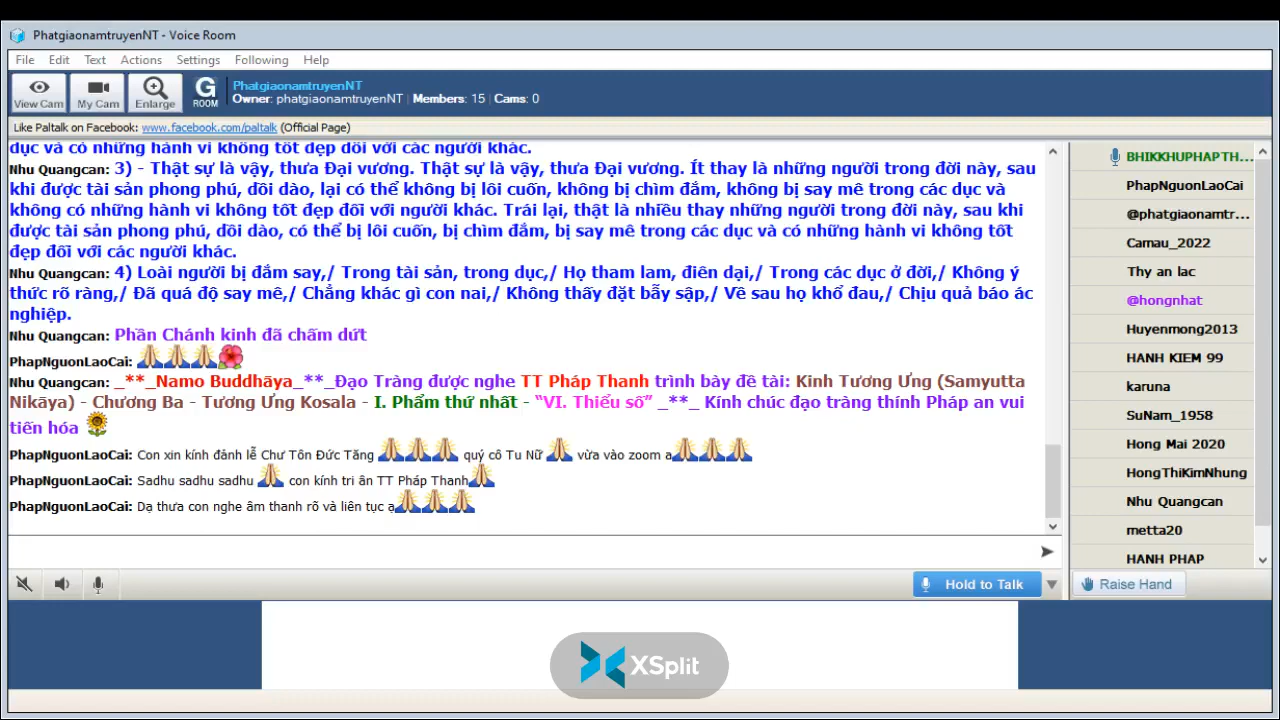 PhatgiaonamtruyenNT - Voice Room
File Edit Text Actions Settings Following Help
View Cam My Cam Enlarge G ROOM
PhatgiaonamtruyenNT
Owner: phatgiaonamtruyenNT | Members: 15 | Cams: 0
Like Paltalk on Facebook: www.facebook.com/paltalk (Official Page)
dục và có những hành vi không tốt đẹp đối với các người khác.
Nhu Quangcan: 3) - Thật sự là vậy, thưa Đại vương. Thật sự là vậy, thưa Đại vương. Ít thay là những người trong đời này, sau
khi được tài sản phong phú, dồi dào, lại có thể không bị lôi cuốn, không bị chìm đắm, không bị say mê trong các dục và
không có những hành vi không tốt đẹp đối với người khác. Trái lại, thật là nhiều thay những người trong đời này, sau khi
được tài sản phong phú, dồi dào, có thể bị lôi cuốn, bị chìm đắm, bị say mê trong các dục và có những hành vi không tốt
đẹp đối với các người khác.
Nhu Quangcan: 4) Loài người bị đắm say,/ Trong tài sản, trong dục,/ Họ tham lam, điên dại,/ Trong các dục ở đời,/ Không ý
thức rõ ràng,/ Đã quá độ say mê,/ Chẳng khác gì con nai,/ Không thấy đặt bẫy sập,/ Về sau họ khổ đau,/ Chịu quả báo ác
nghiệp.
Nhu Quangcan: Phần Chánh kinh đã chấm dứt
PhapNguonLaoCai: 🙏🙏🙏🌺
Nhu Quangcan: _**_Namo Buddhāya_**_Đạo Tràng được nghe TT Pháp Thanh trình bày đề tài: Kinh Tương Ưng (Samyutta
Nikāya) - Chương Ba - Tương Ưng Kosala - I. Phẩm thứ nhất - “VI. Thiểu số” _**_ Kính chúc đạo tràng thính Pháp an vui
tiến hóa 🌻
PhapNguonLaoCai: Con xin kính đảnh lễ Chư Tôn Đức Tăng 🙏🙏🙏 quý cô Tu Nữ 🙏 vừa vào zoom ạ🙏🙏🙏
PhapNguonLaoCai: Sadhu sadhu sadhu 🙏 con kính tri ân TT Pháp Thanh🙏
PhapNguonLaoCai: Dạ thưa con nghe âm thanh rõ và liên tục ạ🙏🙏🙏
BHIKKHUPHAPTH...
PhapNguonLaoCai
@phatgiaonamtr...
Camau_2022
Thy an lac
@hongnhat
Huyenmong2013
HANH KIEM 99
karuna
SuNam_1958
Hong Mai 2020
HongThiKimNhung
Nhu Quangcan
metta20
HANH PHAP
Hold to Talk
Raise Hand
XSplit